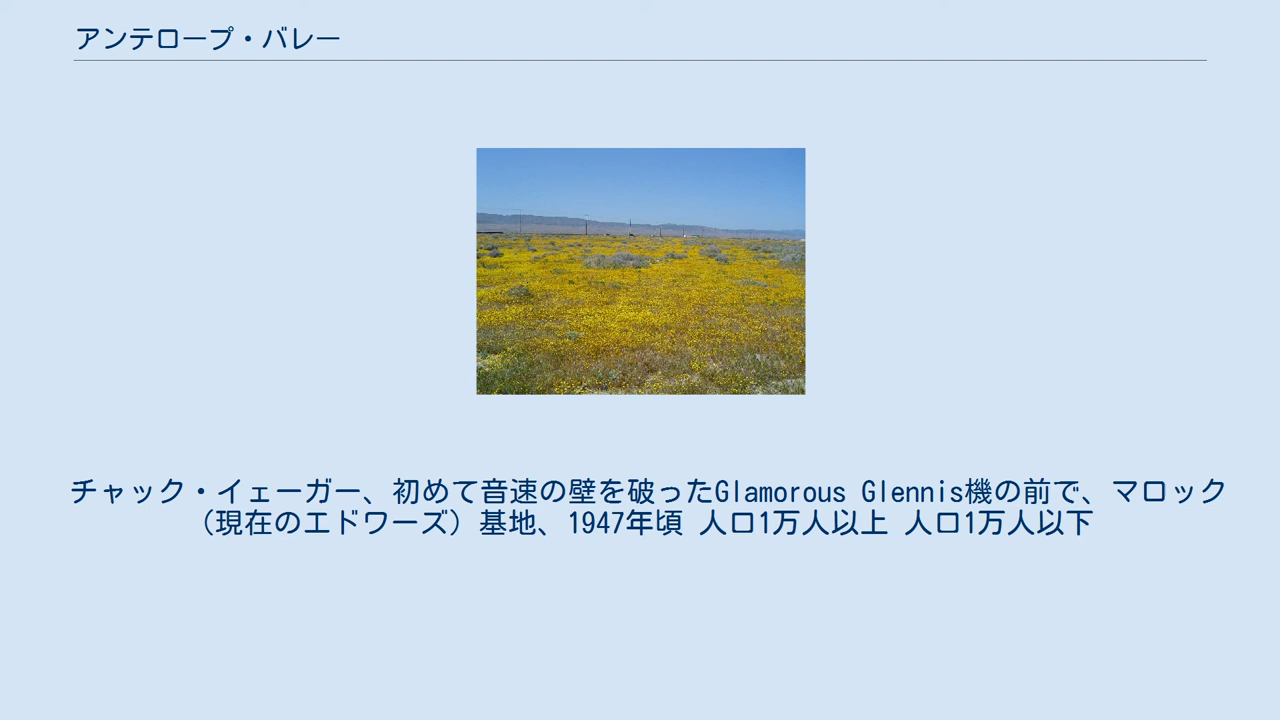 アンテロープ・バレー
チャック・イェーガー、初めて音速の壁を破ったGlamorous Glennis機の前で、マロック
（現在のエドワーズ）基地、1947年頃 人口1万人以上 人口1万人以下